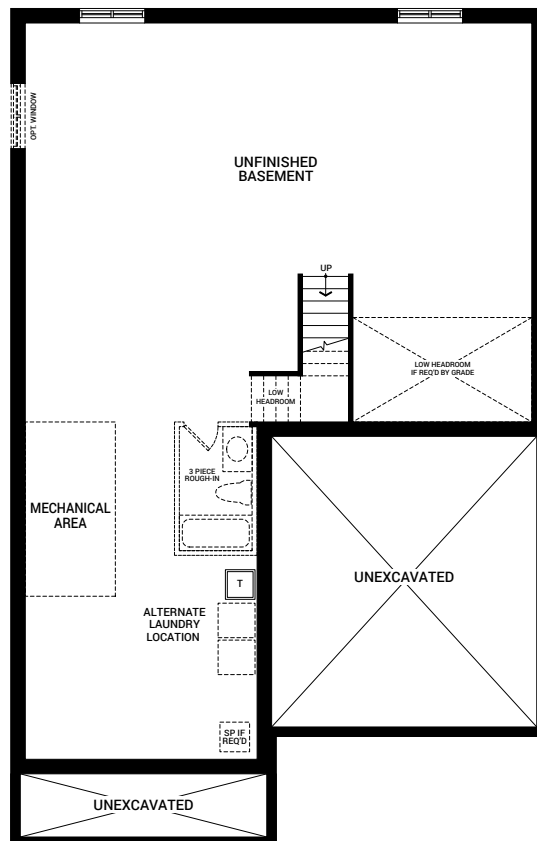 OPT. WINDOW
UNFINISHED
BASEMENT
UP
LOW HEADROOM
IF REQ'D BY GRADE
LOW
HEADROOM
3 PIECE
ROUGH-IN
MECHANICAL
AREA
UNEXCAVATED
T
ALTERNATE
LAUNDRY
LOCATION
SP IF
REQ'D
UNEXCAVATED